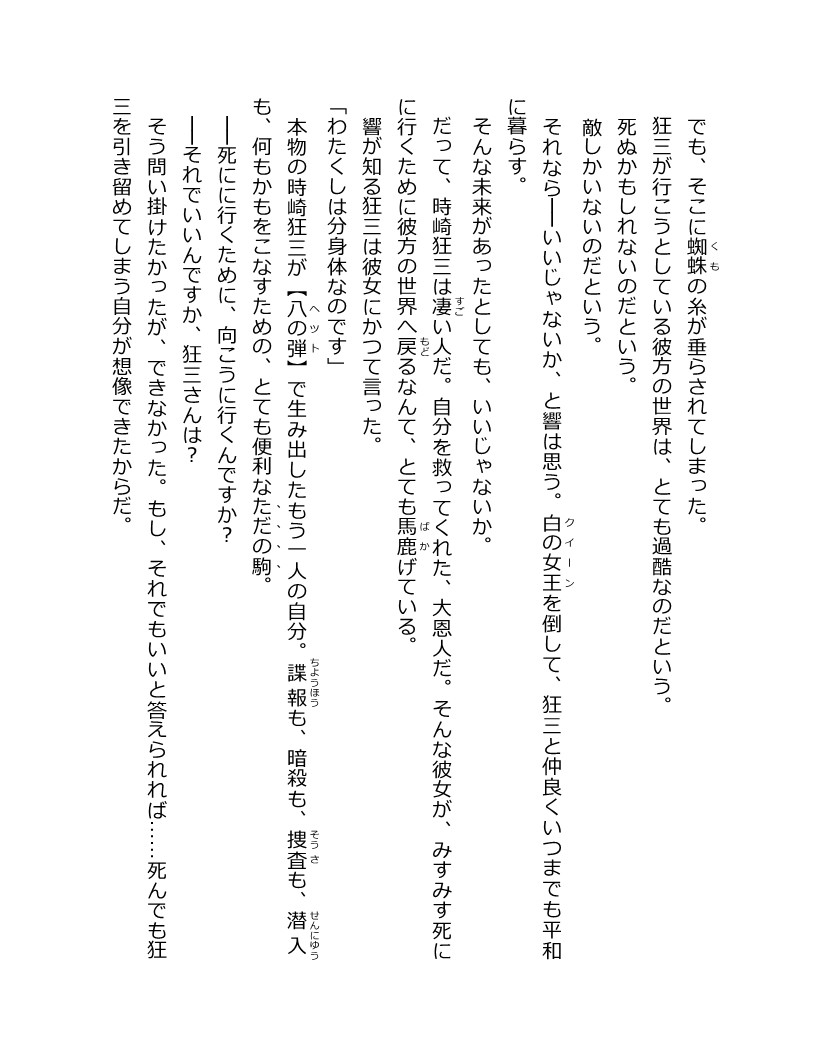 でも、そこに蜘蛛の糸が垂らされてしまった。
狂三が行こうとしている彼方の世界は、とても過酷なのだという。
死ぬかもしれないのだという。
敵しかいないのだという。
それなら──いいじゃないか、と響は思う。白の女王を倒して、狂三と仲良くいつまでも平和
に暮らす。
そんな未来があったとしても、いいじゃないか。
だって、時崎狂三は凄い人だ。自分を救ってくれた、大恩人だ。そんな彼女が、みすみす死に
に行くために彼方の世界へ戻るなんて、とても馬鹿げている。
響が知る狂三は彼女にかつて言った。
「わたくしは分身体なのです」
本物の時崎狂三が【八の弾】で生み出したもう一人の自分。諜報も、暗殺も、捜査も、潜入
も、何もかもをこなすための、とても便利なただの駒。
──死にに行くために、向こうに行くんですか？
──それでいいんですか、狂三さんは？
そう問い掛けたかったが、できなかった。もし、それでもいいと答えられれば……死んでも狂
三を引き留めてしまう自分が想像できたからだ。